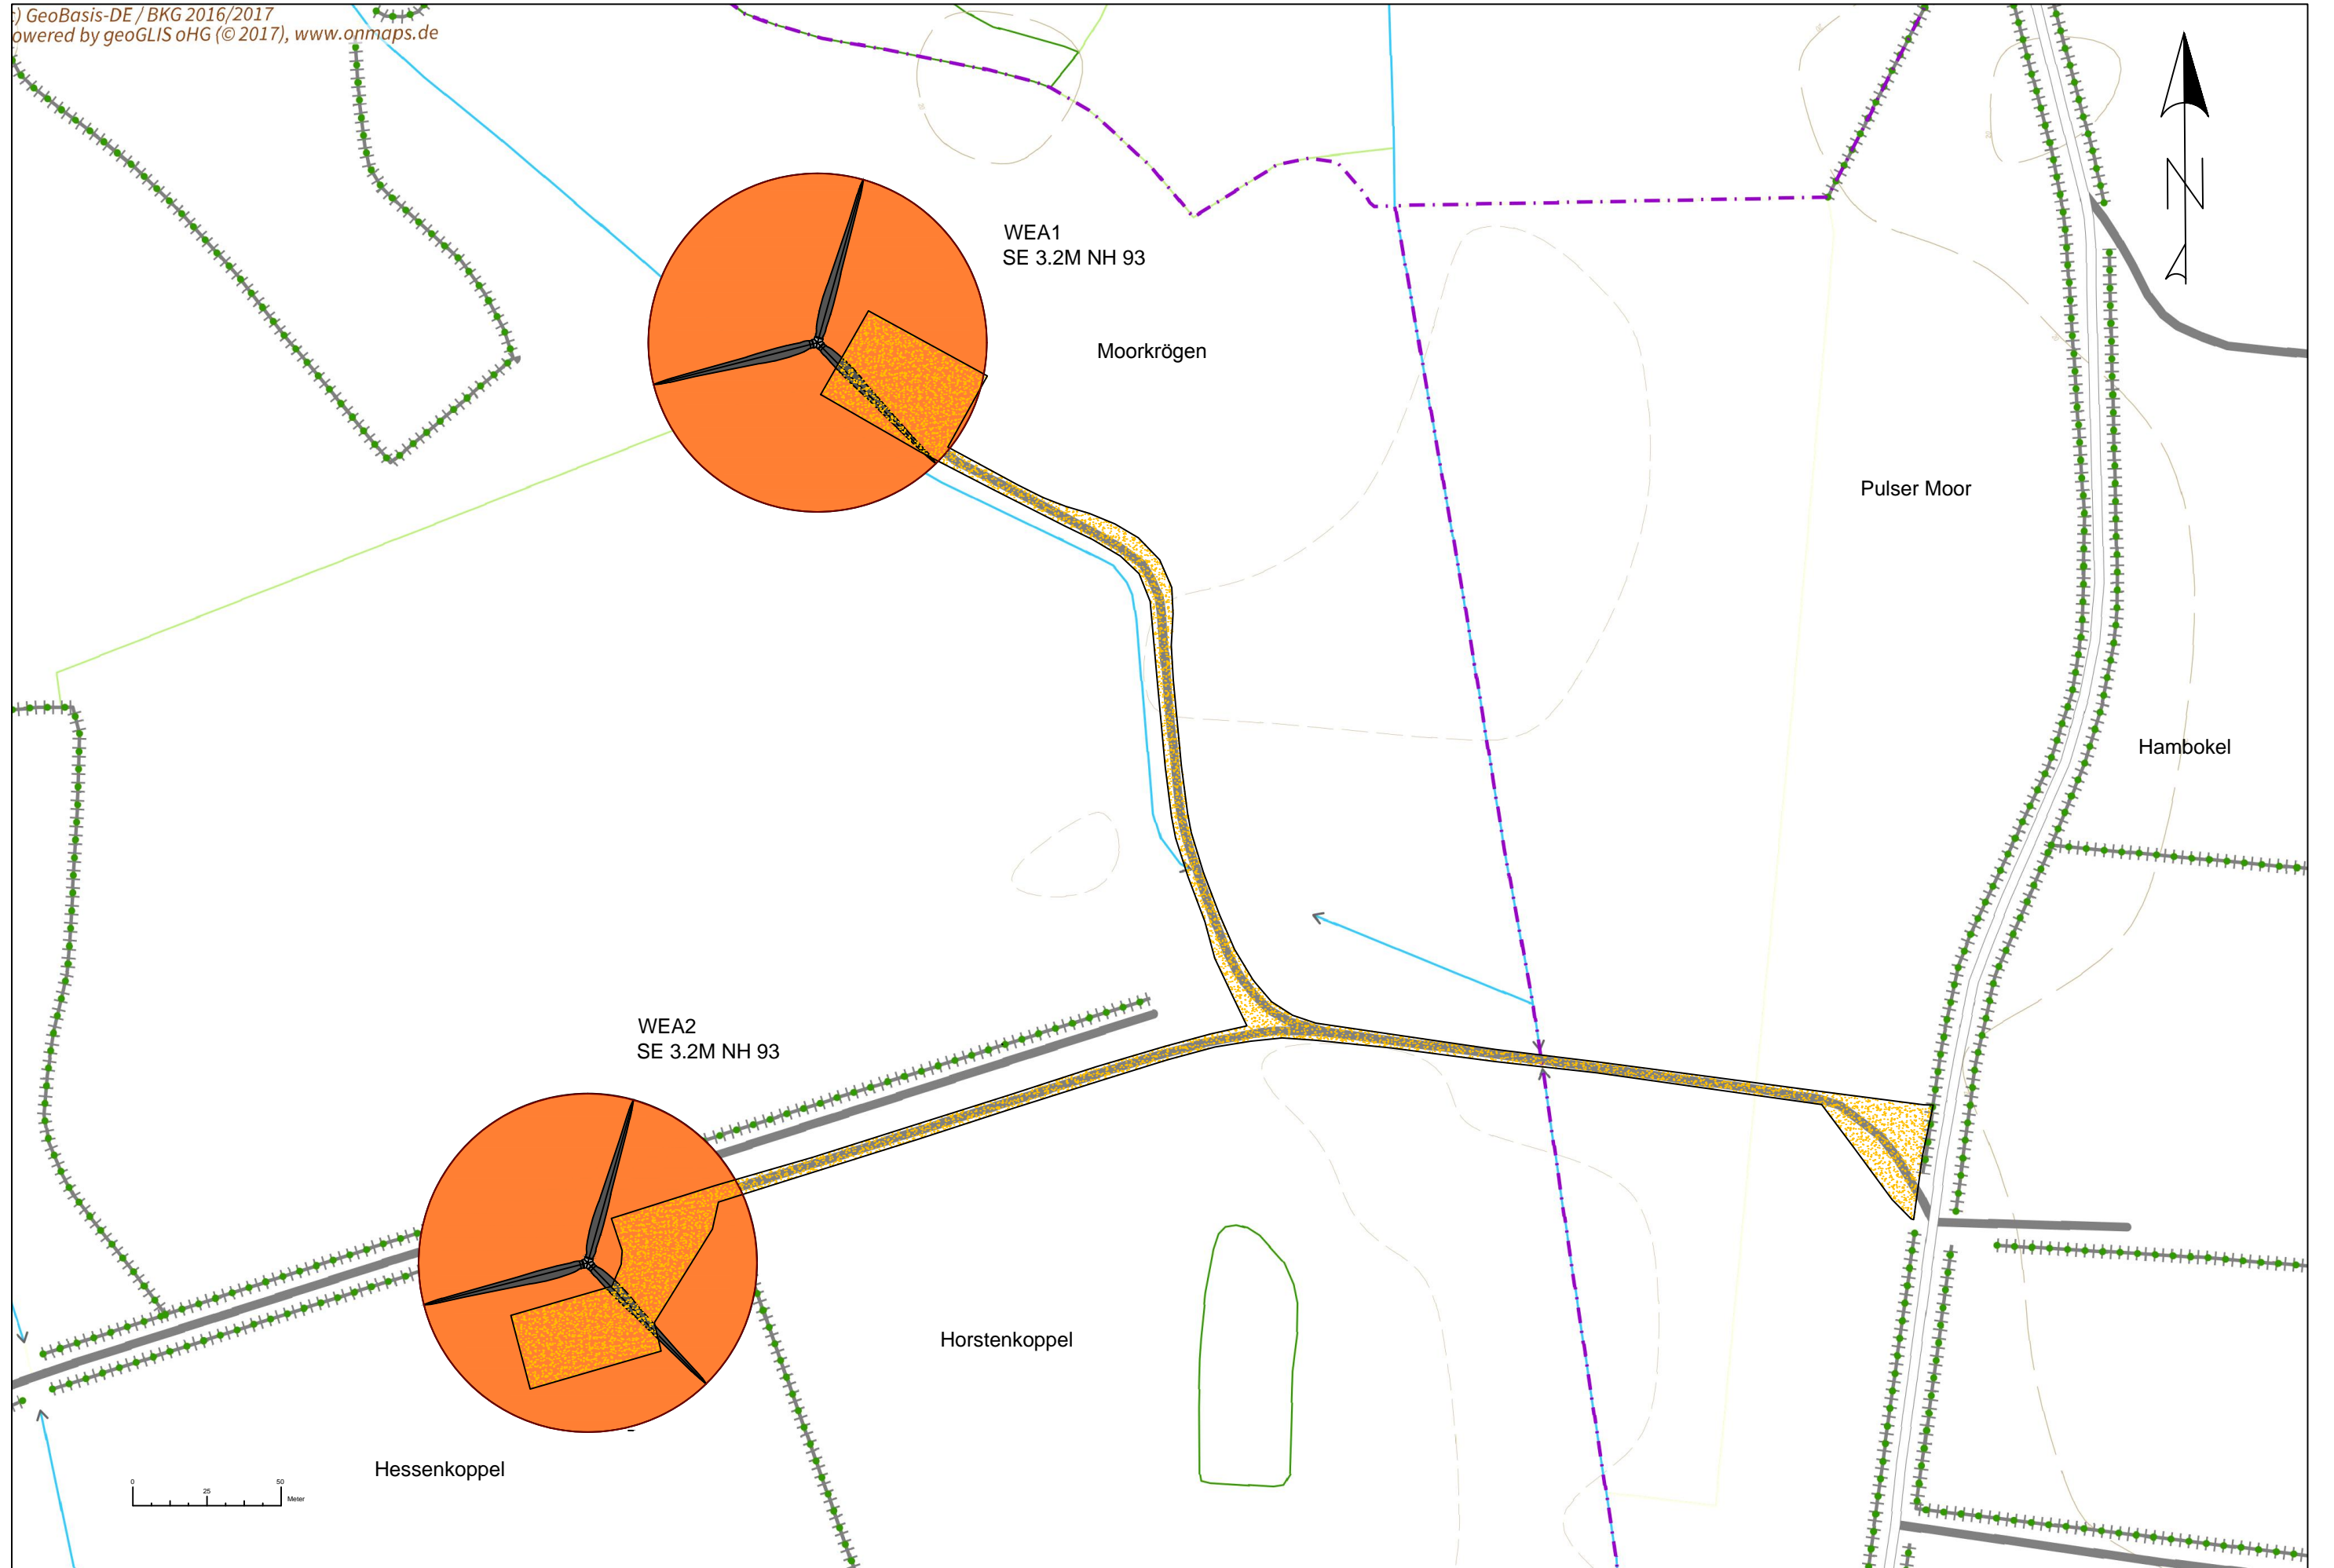 ) GeoBasis-DE / BKG 2016/2017
owered by geoGLIS oHG (© 2017), www.onmaps.de
N
WEA1
SE 3.2M NH 93
Moorkrögen
Pulser Moor
Hambokel
WEA2
SE 3.2M NH 93
Horstenkoppel
Hessenkoppel
0 25 50
Meter